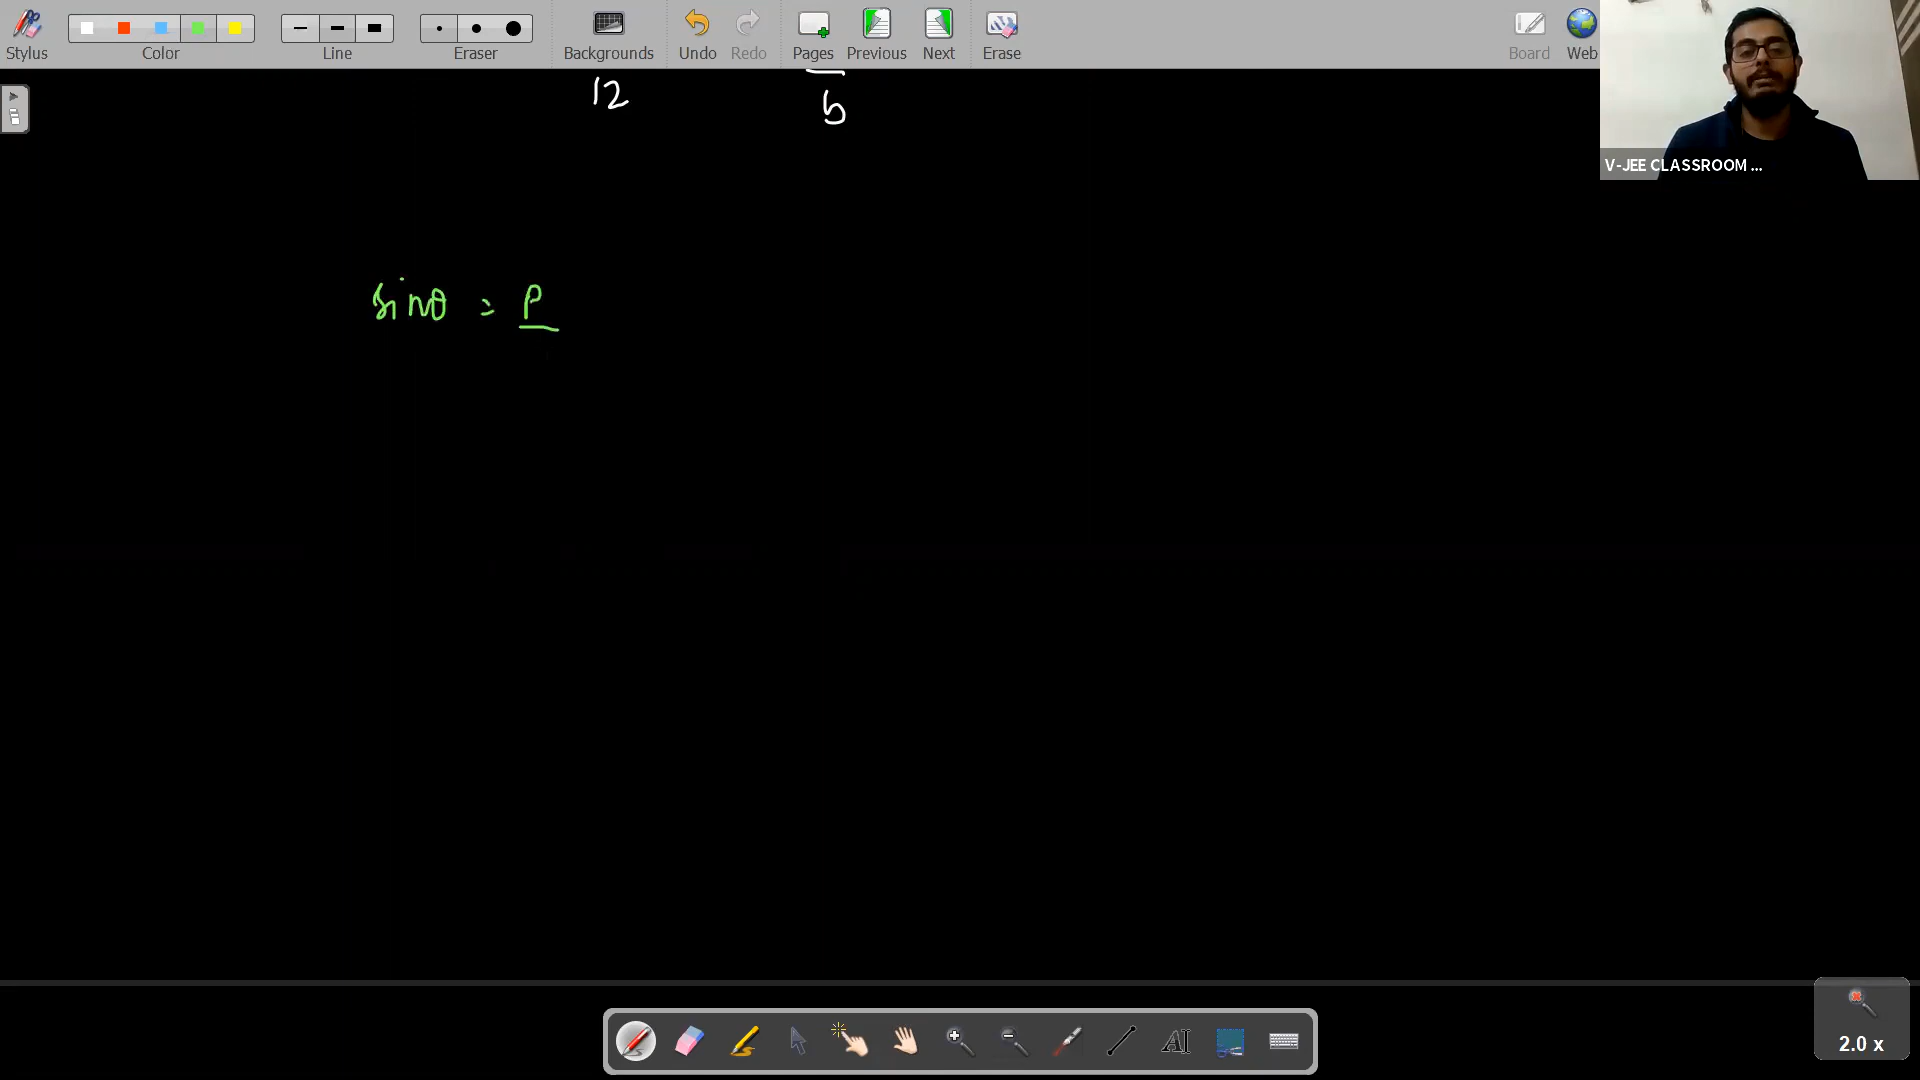 Stylus Color Line Eraser Backgrounds Undo Redo Pages Previous Next Erase Board Web
V-JEE CLASSROOM ...
12
b
sinθ = P
AI
2.0 x